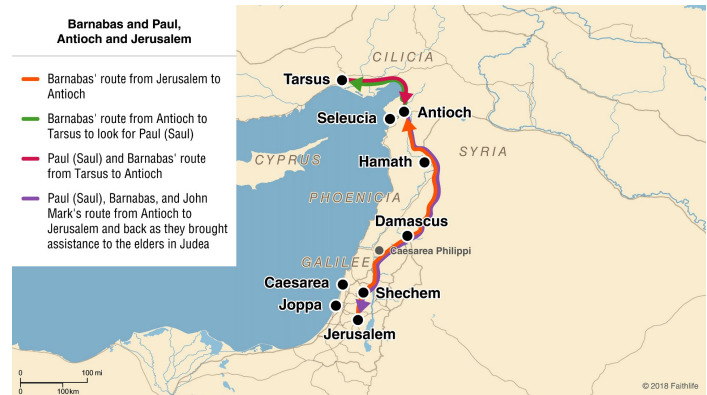 Barnabas and Paul,
Antioch and Jerusalem
Barnabas' route from Jerusalem to
Antioch
Barnabas' route from Antioch to
Tarsus to look for Paul (Saul)
Paul (Saul) and Barnabas' route
from Tarsus to Antioch
Paul (Saul), Barnabas, and John
Mark's route from Antioch to
Jerusalem and back as they brought
assistance to the elders in Judea
CILICIA
Tarsus
Antioch
Seleucia
SYRIA
CYPRUS
Hamath
PHOENICIA
Damascus
Caesarea Philippi
GALILEE
Caesarea
Shechem
Joppa
Jerusalem
0 100 mi
0 100km
© 2018 Faithlife